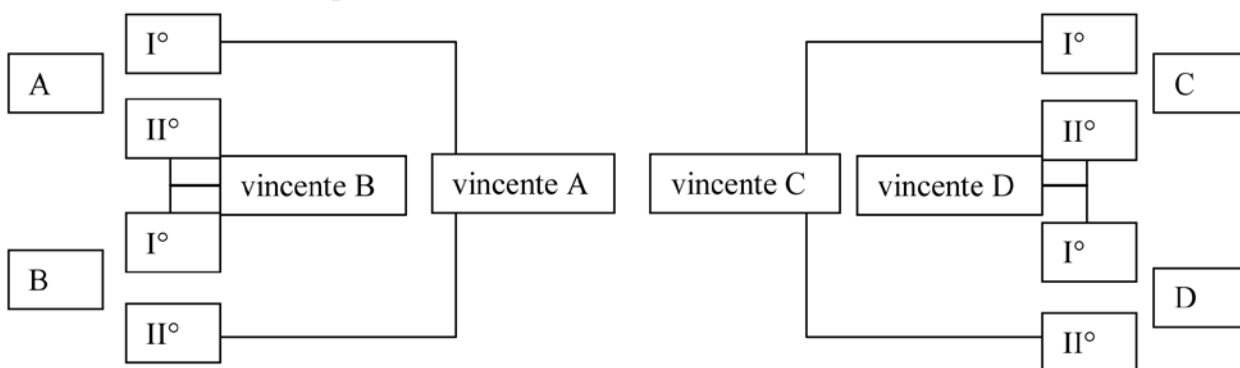 I°
I°
A
C
II°
II°
vincente B
vincente A
vincente C
vincente D
I°
I°
B
D
II°
II°